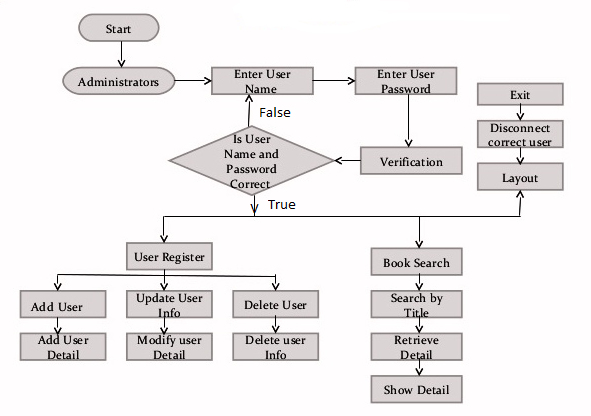 Start
Administrators
Enter User
Name
Enter User
Password
Exit
False
Disconnect
correct user
Is User
Name and
Password
Correct
Verification
Layout
True
User Register
Book Search
Add User
Update User
Info
Delete User
Search by
Title
Add User
Detail
Modify user
Detail
Delete user
Info
Retrieve
Detail
Show Detail